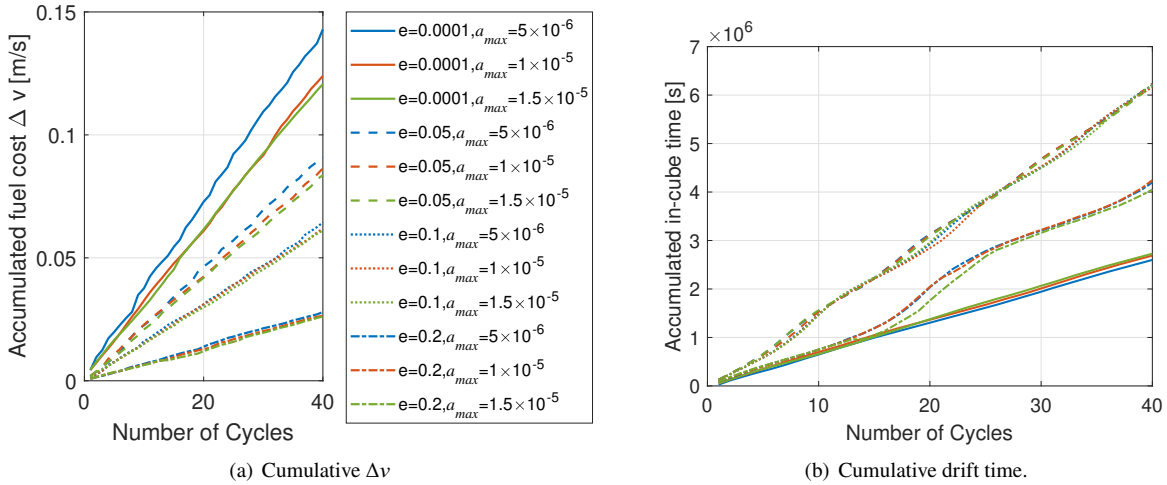 Accumulated fuel cost Δ v [m/s]
0.15
0.1
0.05
0
0
20
40
Number of Cycles
e=0.0001,a_max=5×10^-6
e=0.0001,a_max=1×10^-5
e=0.0001,a_max=1.5×10^-5
e=0.05,a_max=5×10^-6
e=0.05,a_max=1×10^-5
e=0.05,a_max=1.5×10^-5
e=0.1,a_max=5×10^-6
e=0.1,a_max=1×10^-5
e=0.1,a_max=1.5×10^-5
e=0.2,a_max=5×10^-6
e=0.2,a_max=1×10^-5
e=0.2,a_max=1.5×10^-5
(a) Cumulative Δv
×10^6
Accumulated in-cube time [s]
7
6
5
4
3
2
1
0
0
10
20
30
40
Number of Cycles
(b) Cumulative drift time.